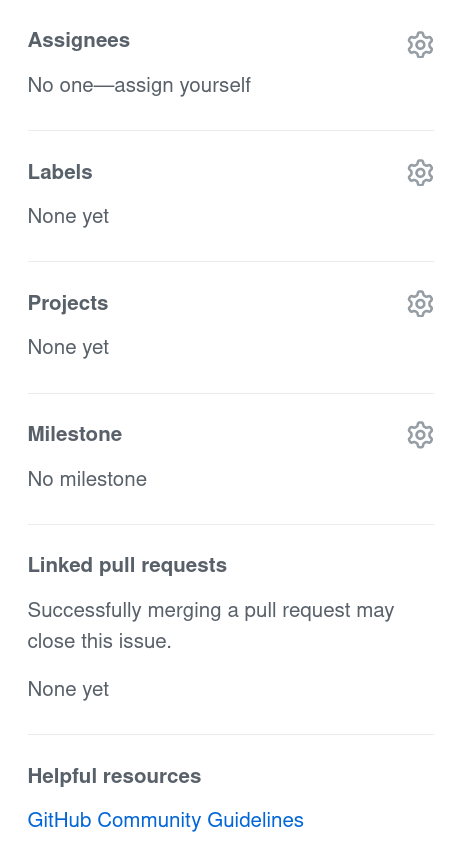 Assignees
No one—assign yourself
Labels
None yet
Projects
None yet
Milestone
No milestone
Linked pull requests
Successfully merging a pull request may
close this issue.
None yet
Helpful resources
GitHub Community Guidelines